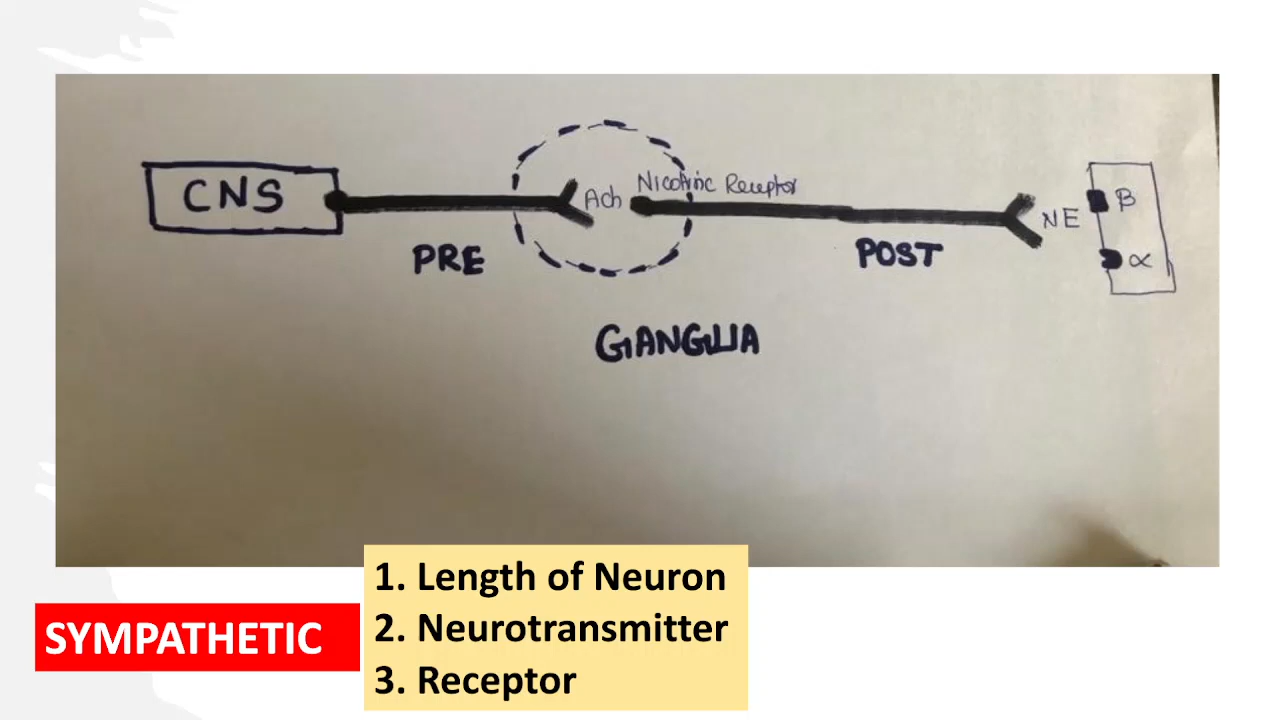 CNS
Ach
Nicotinic Receptor
NE
β
α
PRE
POST
GANGLIA
SYMPATHETIC
1. Length of Neuron
2. Neurotransmitter
3. Receptor